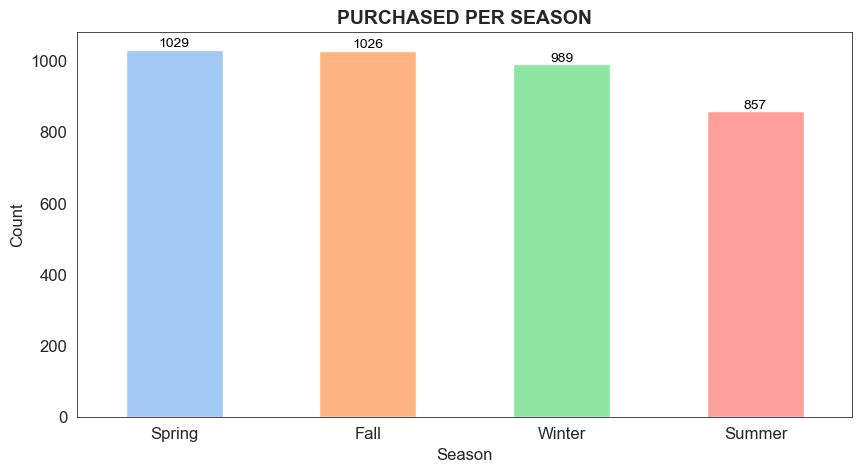 PURCHASED PER SEASON
1029
1026
989
857
1000
800
600
400
200
0
Count
Spring
Fall
Winter
Summer
Season